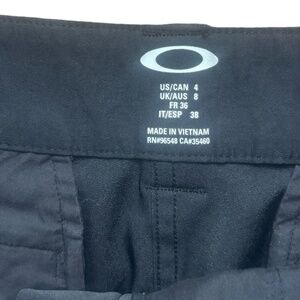 US/CAN 4
UK/AUS 8
FR 36
IT/ESP 38
MADE IN VIETNAM
RN#96548 CA#35460